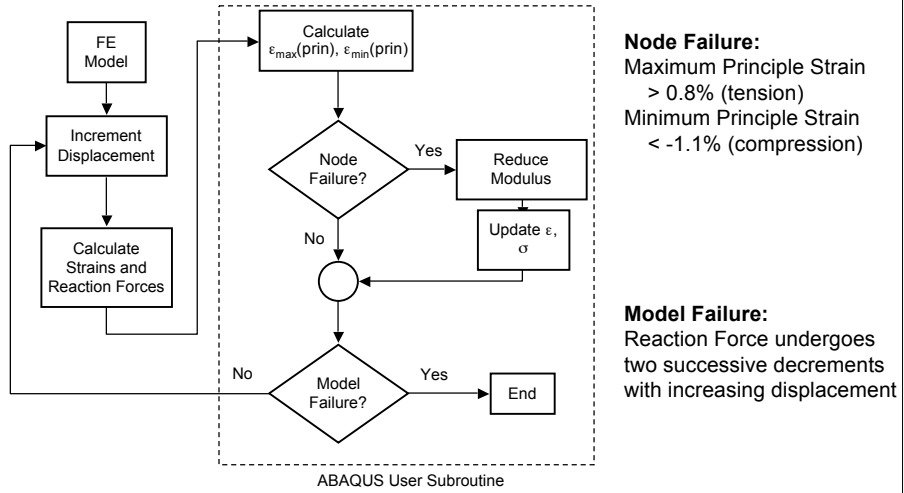 FE
Model
Increment
Displacement
Calculate
Strains and
Reaction Forces
Calculate
εmax(prin), εmin(prin)
Node
Failure?
Yes
Reduce
Modulus
Update ε,
σ
No
Model
Failure?
No
Yes
End
ABAQUS User Subroutine
Node Failure:
Maximum Principle Strain
> 0.8% (tension)
Minimum Principle Strain
< -1.1% (compression)
Model Failure:
Reaction Force undergoes
two successive decrements
with increasing displacement